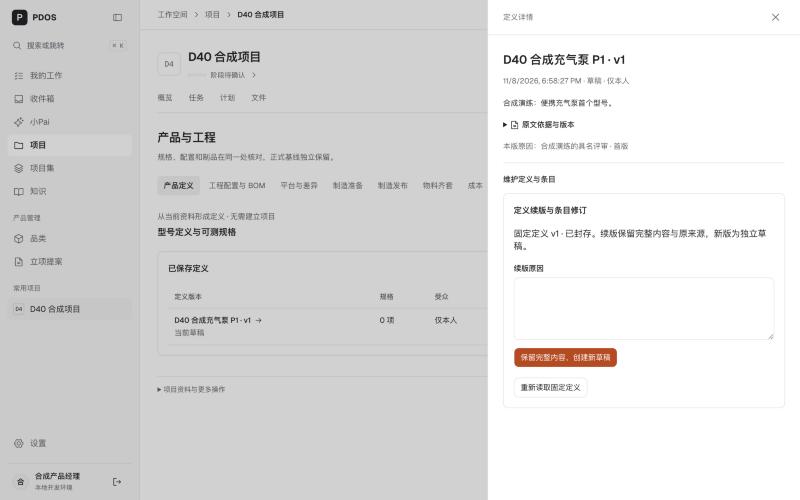 P PDOS
搜索或跳转 ⌘ K
我的工作
收件箱
小Pai
项目
项目集
知识
产品管理
品类
立项提案
常用项目
D4 D40 合成项目
设置
合 合成产品经理
本地开发环境
工作空间 > 项目 > D40 合成项目
D4
D40 合成项目
阶段待确认 >
概览 任务 计划 文件
产品与工程
规格、配置和制品在同一处核对，正式基线独立保留。
产品定义 工程配置与 BOM 平台与差异 制造准备 制造发布 物料齐套 成本
从当前资料形成定义 · 无需建立项目
型号定义与可测规格
已保存定义
定义版本 规格 受众
D40 合成充气泵 P1 · v1 → 0 项 仅本人
当前草稿
▶ 项目资料与更多操作
定义详情
D40 合成充气泵 P1 · v1
11/8/2026, 6:58:27 PM · 草稿 · 仅本人
合成演练：便携充气泵首个型号。
▶ 原文依据与版本
本版原因：合成演练的具名评审 · 首版
维护定义与条目
定义续版与条目修订
固定定义 v1 · 已封存。续版保留完整内容与原来源，新版为独立草
稿。
续版原因
保留完整内容，创建新草稿
重新读取固定定义